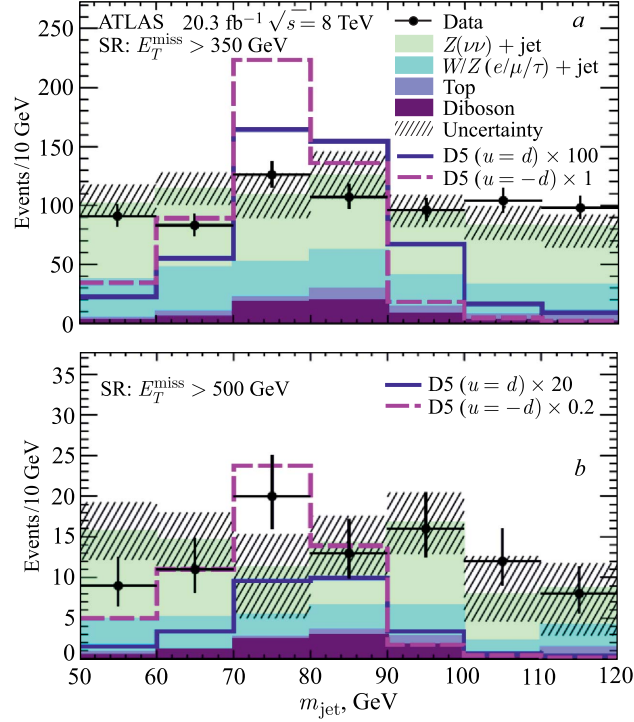 ATLAS 20.3 fb⁻¹ √s = 8 TeV
SR: E_T^miss > 350 GeV
a
Data
Z(νν) + jet
W/Z (e/μ/τ) + jet
Top
Diboson
Uncertainty
D5 (u = d) × 100
D5 (u = −d) × 1
Events/10 GeV
250
200
150
100
50
0
SR: E_T^miss > 500 GeV
D5 (u = d) × 20
D5 (u = −d) × 0.2
b
Events/10 GeV
35
30
25
20
15
10
5
0
50 60 70 80 90 100 110 120
m_jet, GeV